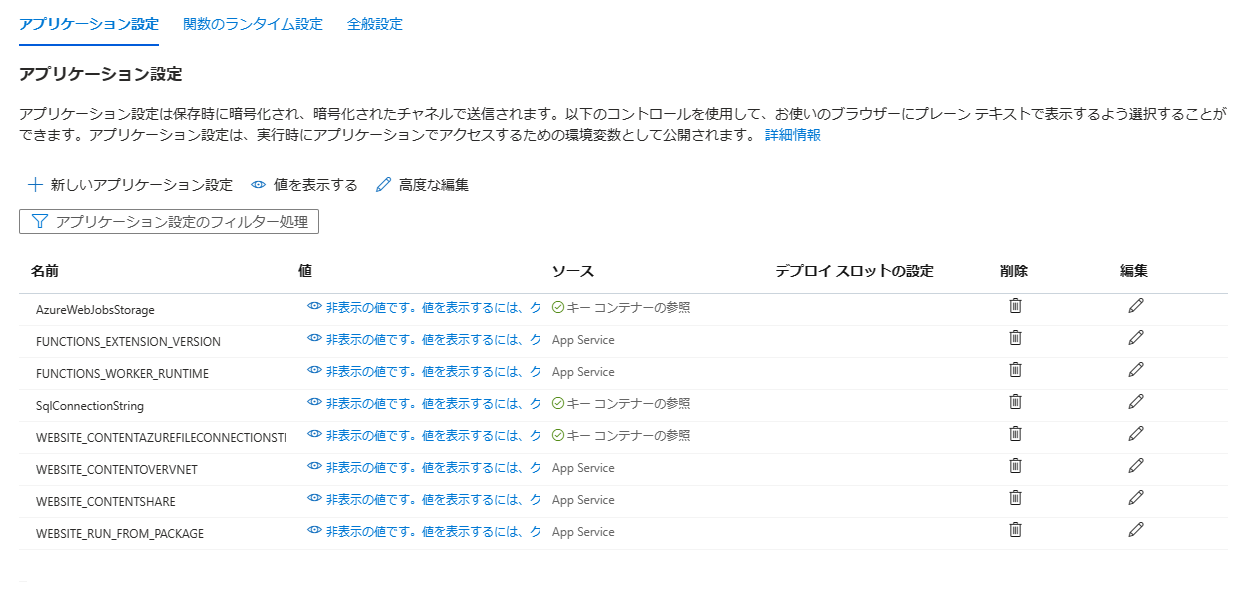 アプリケーション設定 関数のランタイム設定 全般設定
アプリケーション設定
アプリケーション設定は保存時に暗号化され、暗号化されたチャネルで送信されます。以下のコントロールを使用して、お使いのブラウザーにプレーン テキストで表示するよう選択することが
できます。アプリケーション設定は、実行時にアプリケーションでアクセスするための環境変数として公開されます。 詳細情報
新しいアプリケーション設定 値を表示する 高度な編集
アプリケーション設定のフィルター処理
名前 値 ソース デプロイ スロットの設定 削除 編集
AzureWebJobsStorage 非表示の値です。値を表示するには、ク キー コンテナーの参照
FUNCTIONS_EXTENSION_VERSION 非表示の値です。値を表示するには、ク App Service
FUNCTIONS_WORKER_RUNTIME 非表示の値です。値を表示するには、ク App Service
SqlConnectionString 非表示の値です。値を表示するには、ク キー コンテナーの参照
WEBSITE_CONTENTAZUREFILECONNECTIONSTI 非表示の値です。値を表示するには、ク キー コンテナーの参照
WEBSITE_CONTENTOVERVNET 非表示の値です。値を表示するには、ク App Service
WEBSITE_CONTENTSHARE 非表示の値です。値を表示するには、ク App Service
WEBSITE_RUN_FROM_PACKAGE 非表示の値です。値を表示するには、ク App Service